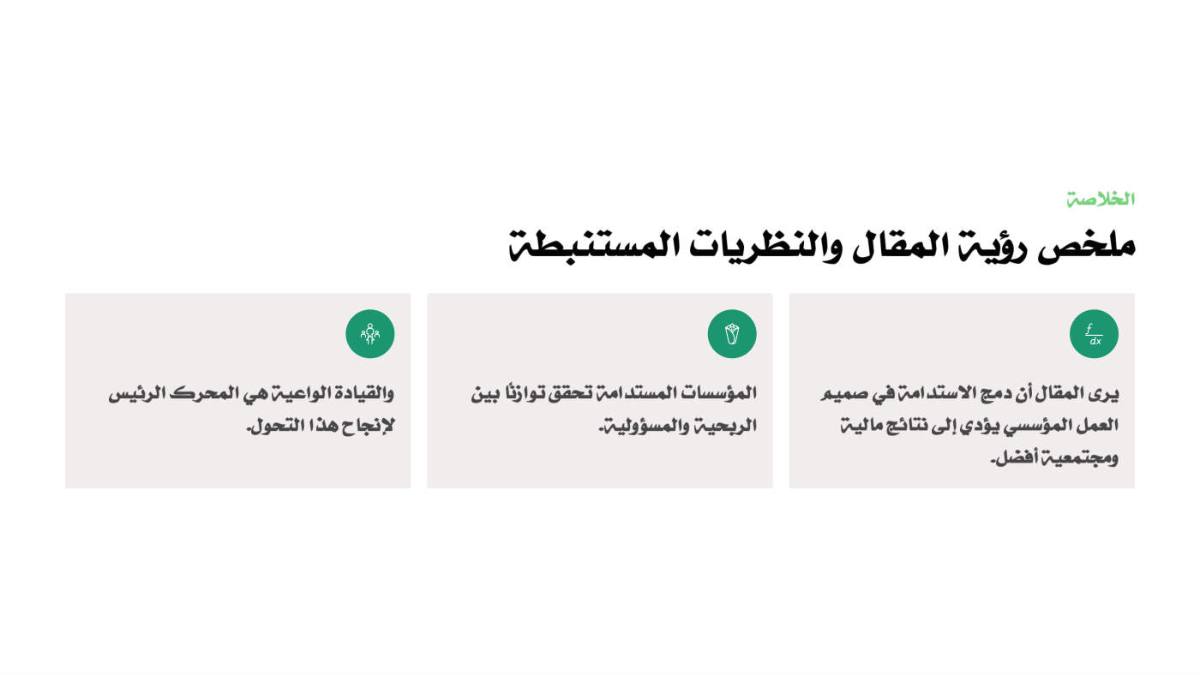 الخلاصة
ملخص رؤية المقال والنظريات المستنبطة
f
dx
يرى المقال أن دمج الاستدامة في صميم
العمل المؤسسي يؤدي إلى نتائج مالية
ومجتمعية أفضل.
المؤسسات المستدامة تحقق توازنًا بين
الربحية والمسؤولية.
والقيادة الواعية هي المحرك الرئيس
لإنجاح هذا التحول.